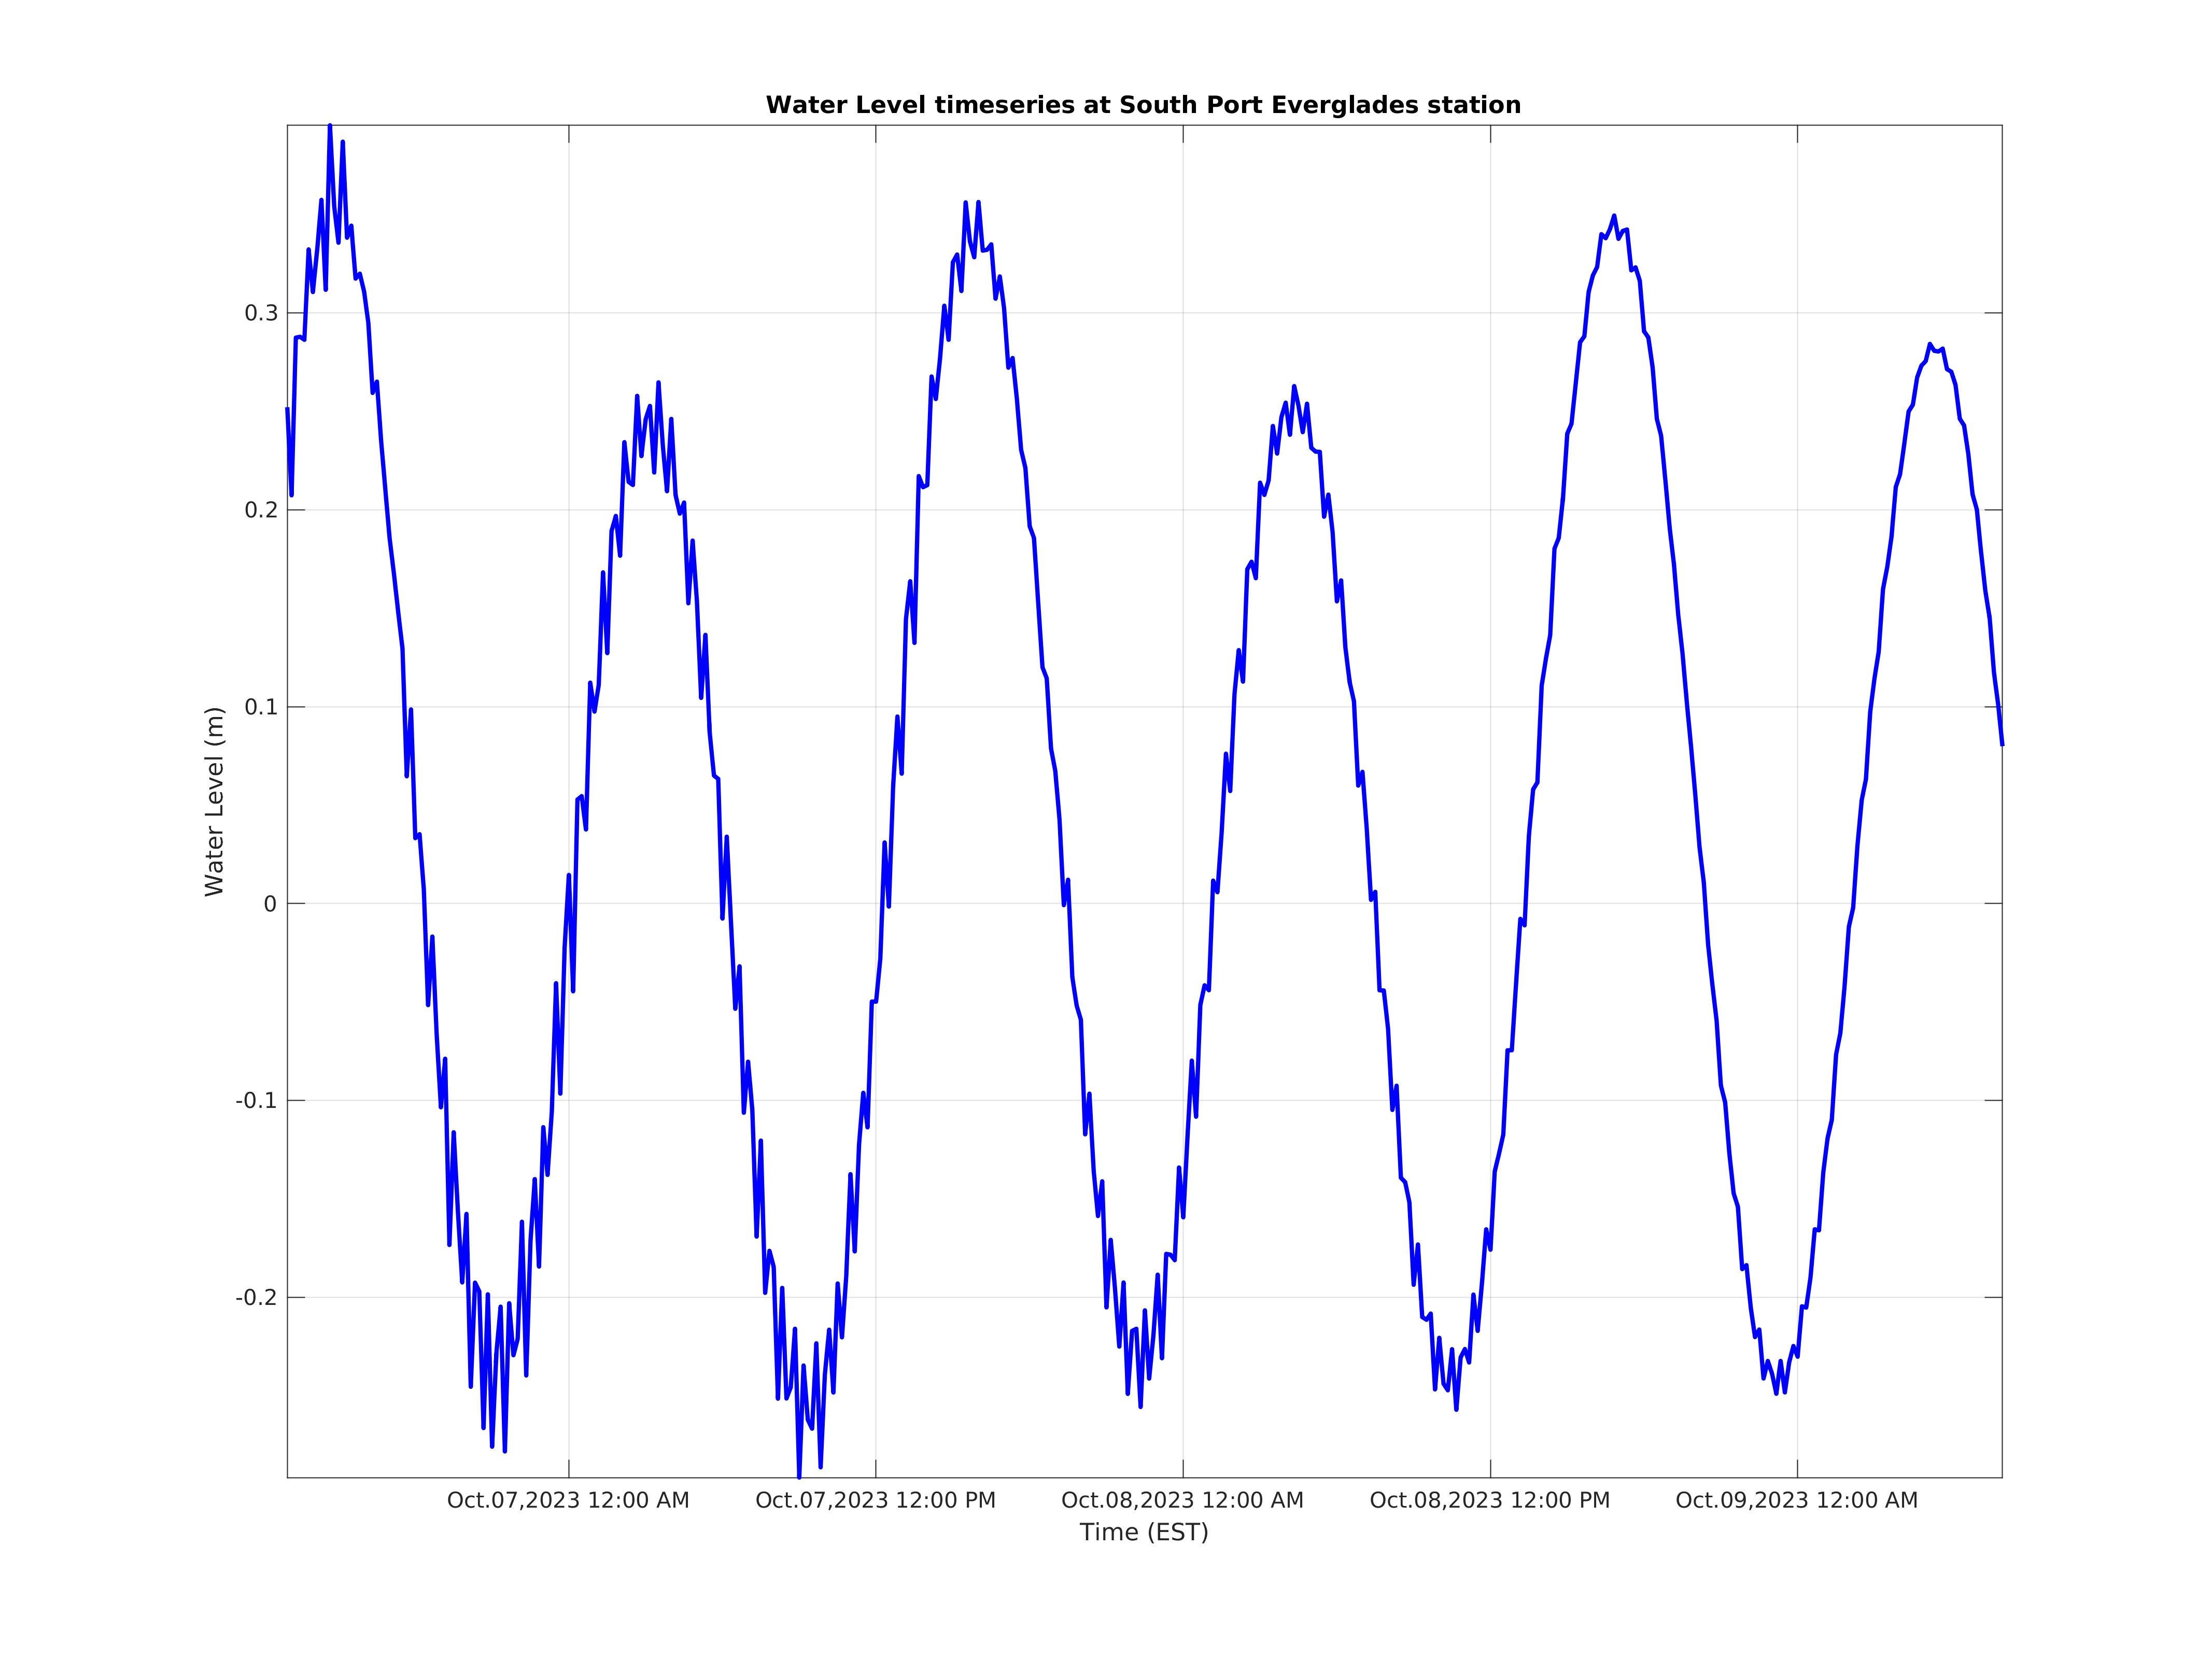 Water Level timeseries at South Port Everglades station
0.3
0.2
0.1
0
-0.1
-0.2
Water Level (m)
Oct.07,2023 12:00 AM
Oct.07,2023 12:00 PM
Oct.08,2023 12:00 AM
Oct.08,2023 12:00 PM
Oct.09,2023 12:00 AM
Time (EST)